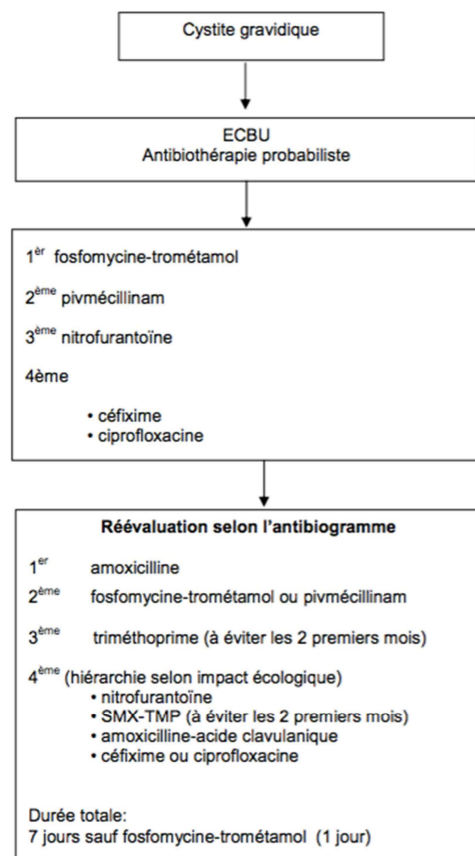 Cystite gravidique
ECBU
Antibiothérapie probabiliste
1èr fosfomycine-trométamol
2ème pivmécillinam
3ème nitrofurantoïne
4ème
• céfixime
• ciprofloxacine
Réévaluation selon l'antibiogramme
1er amoxicilline
2ème fosfomycine-trométamol ou pivmécillinam
3ème triméthoprime (à éviter les 2 premiers mois)
4ème (hiérarchie selon impact écologique)
• nitrofurantoïne
• SMX-TMP (à éviter les 2 premiers mois)
• amoxicilline-acide clavulanique
• céfixime ou ciprofloxacine
Durée totale:
7 jours sauf fosfomycine-trométamol (1 jour)